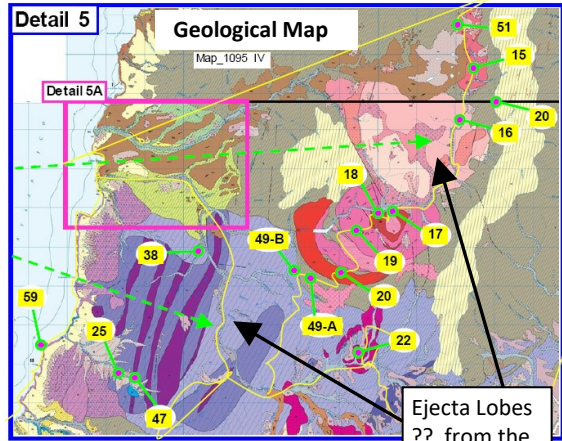 Detail 5
Geological Map
Map_1095 IV
51
15
Detail 5A
20
16
18
17
49-B
19
38
59
20
49-A
25
22
47
Ejecta Lobes
?? from the